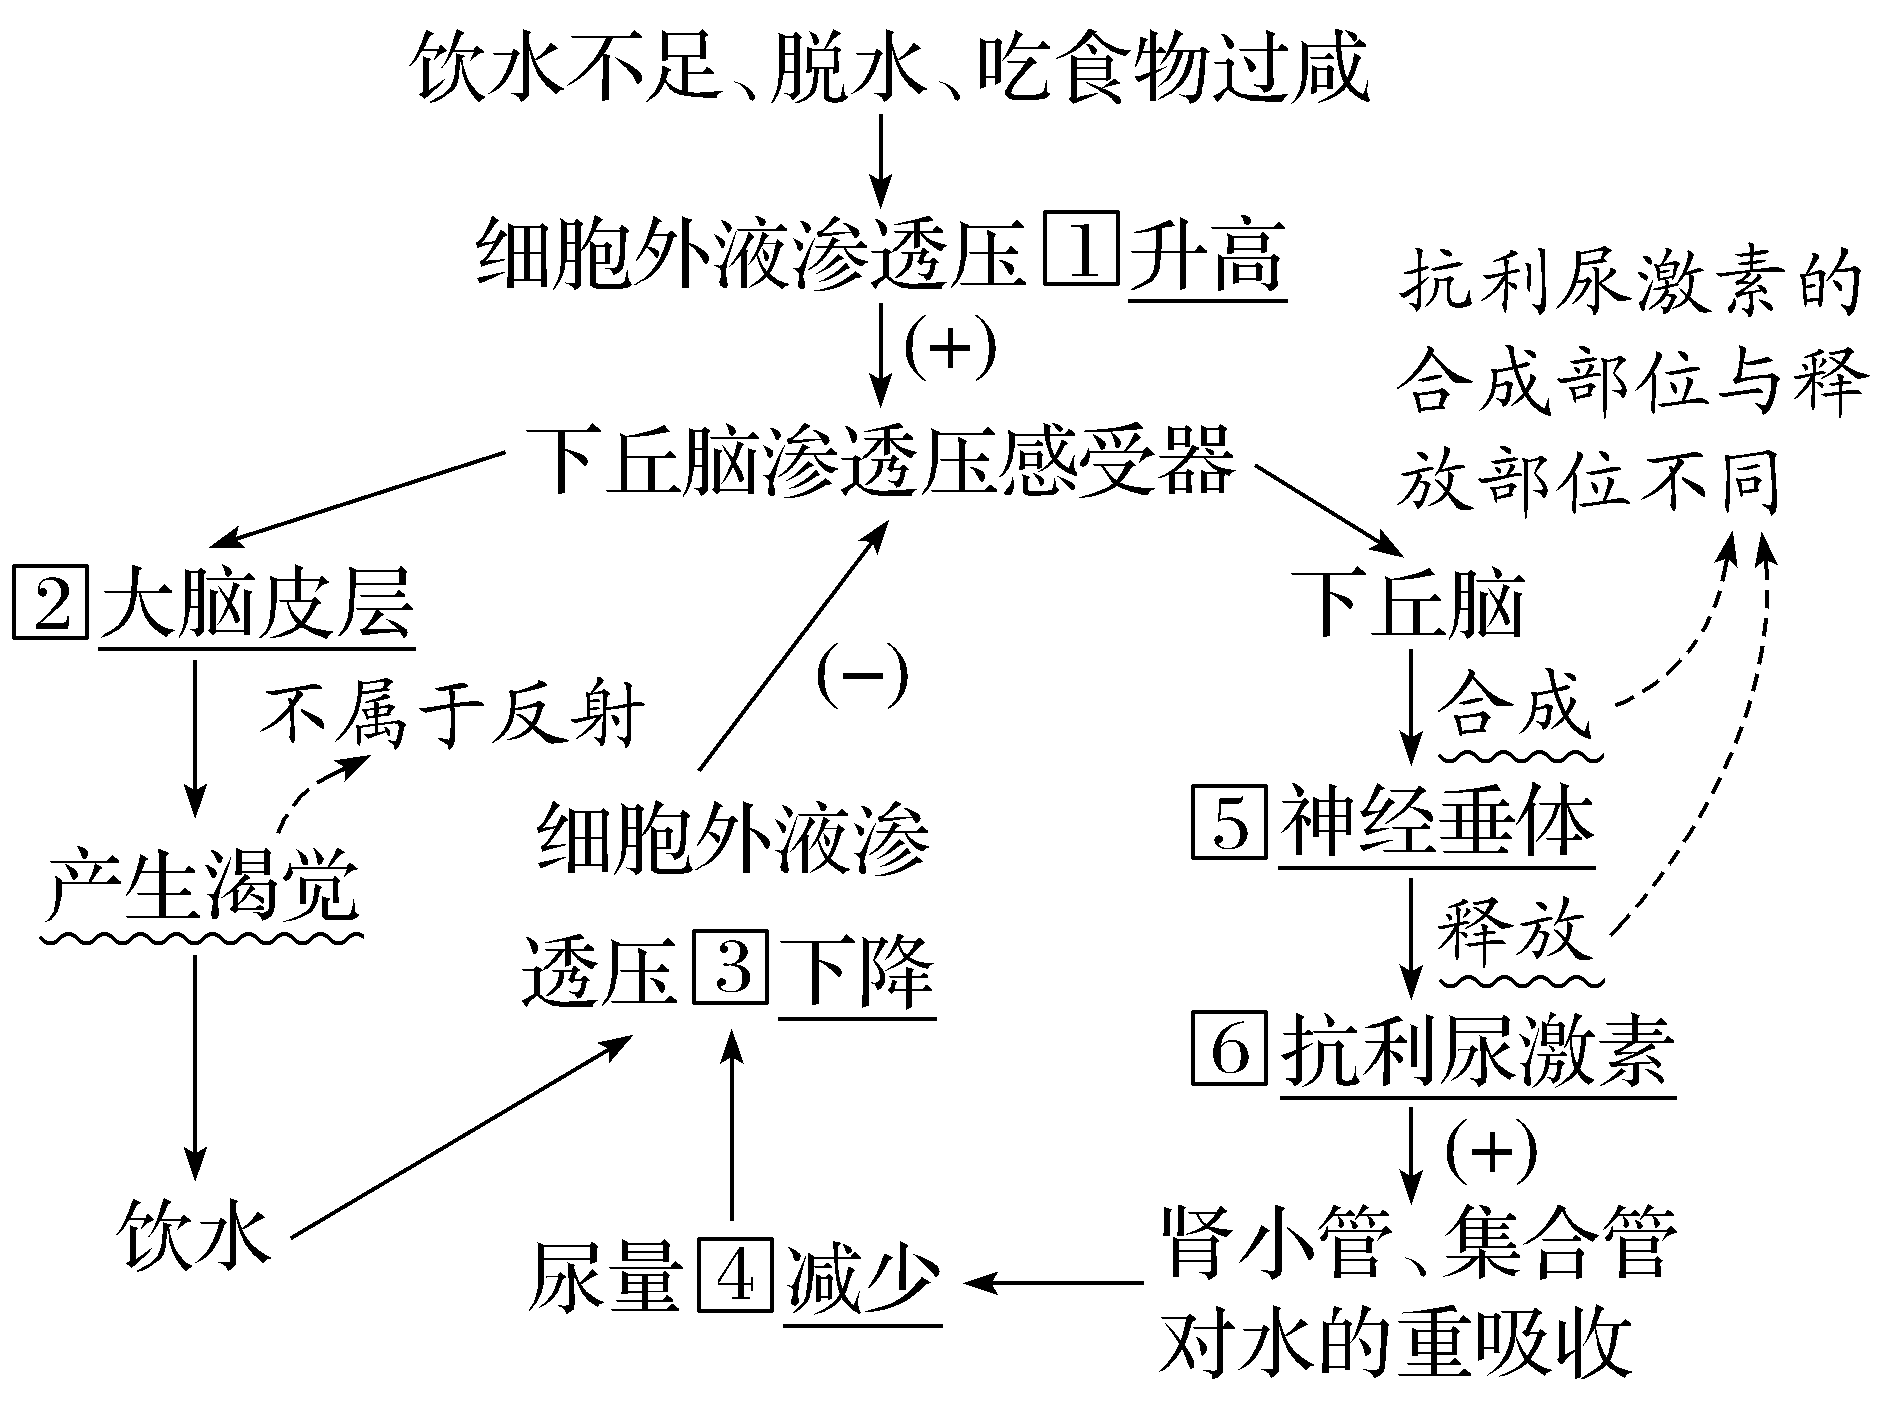 饮水不足、脱水、吃食物过咸
细胞外液渗透压 1 升高
(+)
抗利尿激素的
合成部位与释
放部位不同
下丘脑渗透压感受器
2 大脑皮层
下丘脑
不属于反射
(−)
合成
产生渴觉
细胞外液渗
透压 3 下降
5 神经垂体
释放
6 抗利尿激素
(+)
饮水
尿量 4 减少
肾小管、集合管
对水的重吸收